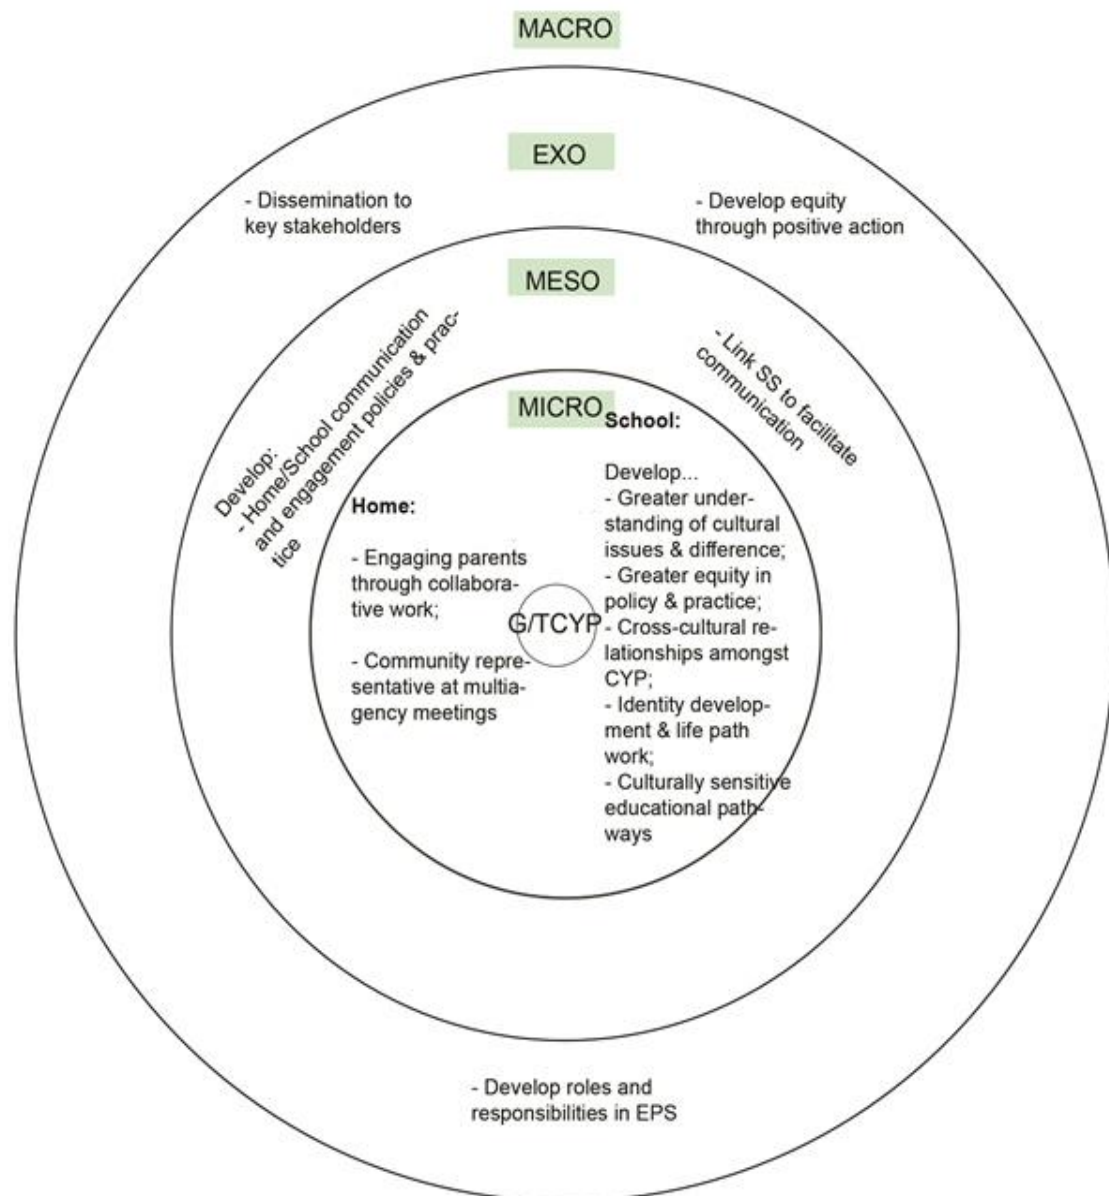 MACRO
EXO
- Dissemination to
key stakeholders
- Develop equity
through positive action
MESO
Develop:
- Home/School communication
and engagement policies & prac-
tice
- Link SS to facilitate
communication
MICRO
Home:
- Engaging parents
through collabora-
tive work;
- Community repre-
sentative at multia-
gency meetings
G/TCYP
School:
Develop...
- Greater under-
standing of cultural
issues & difference;
- Greater equity in
policy & practice;
- Cross-cultural re-
lationships amongst
CYP;
- Identity develop-
ment & life path
work;
- Culturally sensitive
educational path-
ways
- Develop roles and
responsibilities in EPS